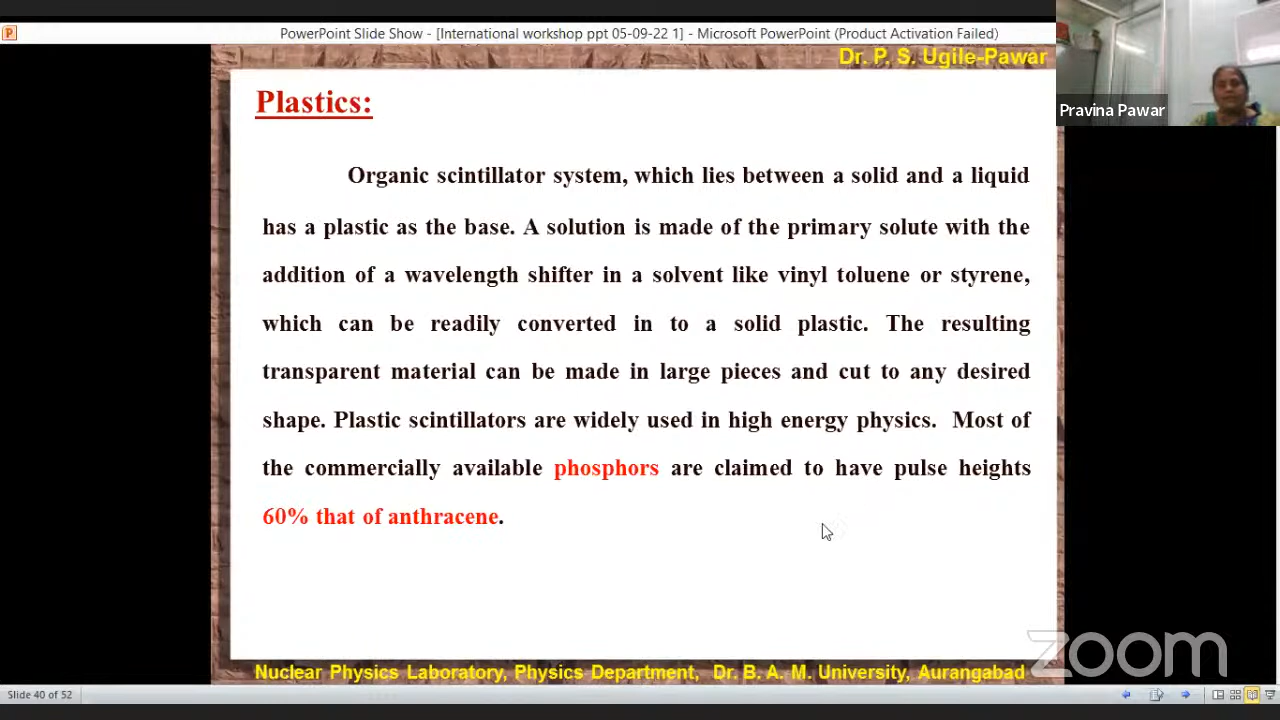 PowerPoint Slide Show - [International workshop ppt 05-09-22 1] - Microsoft PowerPoint (Product Activation Failed)
Dr. P. S. Ugile-Pawar
Pravina Pawar
Plastics:
Organic scintillator system, which lies between a solid and a liquid
has a plastic as the base. A solution is made of the primary solute with the
addition of a wavelength shifter in a solvent like vinyl toluene or styrene,
which can be readily converted in to a solid plastic. The resulting
transparent material can be made in large pieces and cut to any desired
shape. Plastic scintillators are widely used in high energy physics. Most of
the commercially available phosphors are claimed to have pulse heights
60% that of anthracene.
zoom
Nuclear Physics Laboratory, Physics Department, Dr. B. A. M. University, Aurangabad
Slide 40 of 52